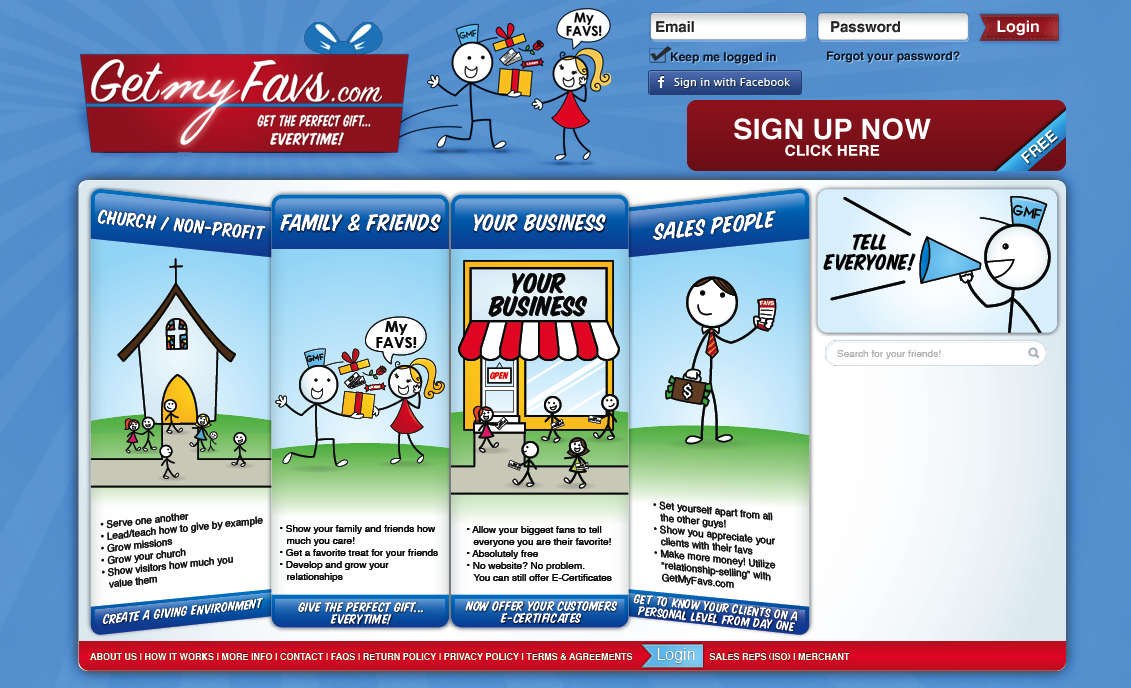 GetmyFavs.com
GET THE PERFECT GIFT...
EVERYTIME!
GMF
My
FAVS!
Email
Password
Login
Keep me logged in
Forgot your password?
f Sign in with Facebook
SIGN UP NOW
CLICK HERE
FREE
CHURCH / NON-PROFIT
• Serve one another
• Lead/teach how to give by example
• Grow missions
• Grow your church
• Show visitors how much you
value them
CREATE A GIVING ENVIRONMENT
FAMILY & FRIENDS
My
FAVS!
GMF
• Show your family and friends how
much you care!
• Get a favorite treat for your friends
• Develop and grow your
relationships
GIVE THE PERFECT GIFT...
EVERYTIME!
YOUR BUSINESS
YOUR
BUSINESS
OPEN
• Allow your biggest fans to tell
everyone you are their favorite!
• Absolutely free
• No website? No problem.
You can still offer E-Certificates
NOW OFFER YOUR CUSTOMERS
E-CERTIFICATES
SALES PEOPLE
FAVS
$
• Set yourself apart from all
the other guys!
• Show you appreciate your
clients with their favs
• Make more money! Utilize
"relationship-selling" with
GetMyFavs.com
GET TO KNOW YOUR CLIENTS ON A
PERSONAL LEVEL FROM DAY ONE
GMF
TELL
EVERYONE!
Search for your friends!
ABOUT US | HOW IT WORKS | MORE INFO | CONTACT | FAQS | RETURN POLICY | PRIVACY POLICY | TERMS & AGREEMENTS Login SALES REPS (ISO) | MERCHANT